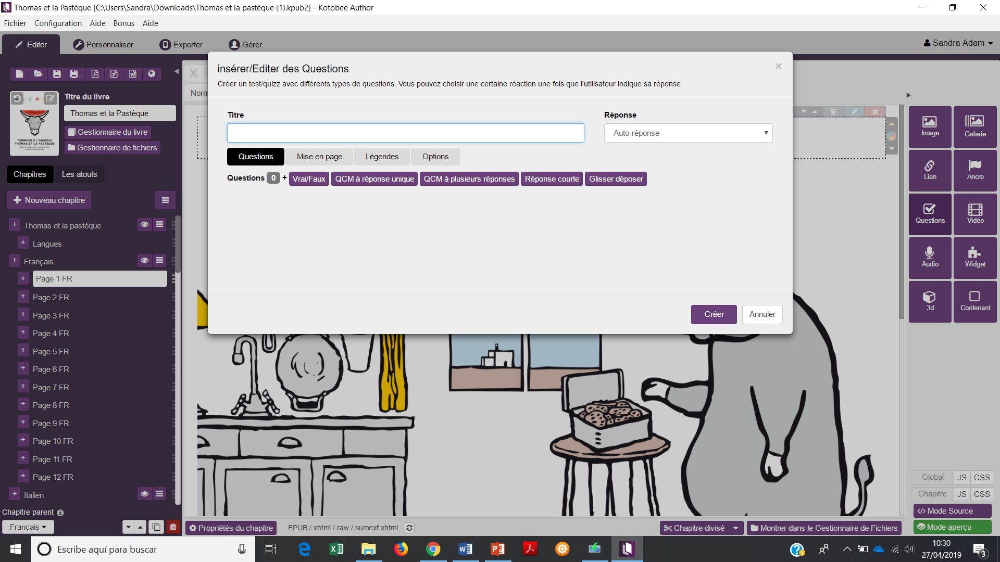 Thomas et la Pastèque [C:\Users\Sandra\Downloads\Thomas et la pastèque (1).kpub2] - Kotobee Author
Fichier Configuration Aide Bonus Aide
Editer Personnaliser Exporter Gérer
Sandra Adam
Titre du livre
Thomas et la Pastèque
Gestionnaire du livre
Gestionnaire de fichiers
TOMMASO E L'ANGURIA
THOMAS ET LA PASTÈQUE
Chapitres Les atouts
Nouveau chapitre
Thomas et la pastèque
Langues
Français
Page 1 FR
Page 2 FR
Page 3 FR
Page 4 FR
Page 5 FR
Page 6 FR
Page 7 FR
Page 8 FR
Page 9 FR
Page 10 FR
Page 11 FR
Page 12 FR
Italien
Chapitre parent
Français
Norm
insérer/Editer des Questions
Créer un test/quizz avec différents types de questions. Vous pouvez choisir une certaine réaction une fois que l'utilisateur indique sa réponse
Titre Réponse
Auto-réponse
Questions Mise en page Légendes Options
Questions 0 + Vrai/Faux QCM à réponse unique QCM à plusieurs réponses Réponse courte Glisser déposer
Créer Annuler
Image Galerie
Lien Ancre
Questions Vidéo
Audio Widget
3d Contenant
Global JS CSS
Chapitre JS CSS
</> Mode Source
Mode aperçu
Propriétés du chapitre EPUB / xhtml / raw / sumexf.xhtml
Chapitre divisé Montrer dans le Gestionnaire de Fichiers
Escribe aquí para buscar
10:30
27/04/2019
3